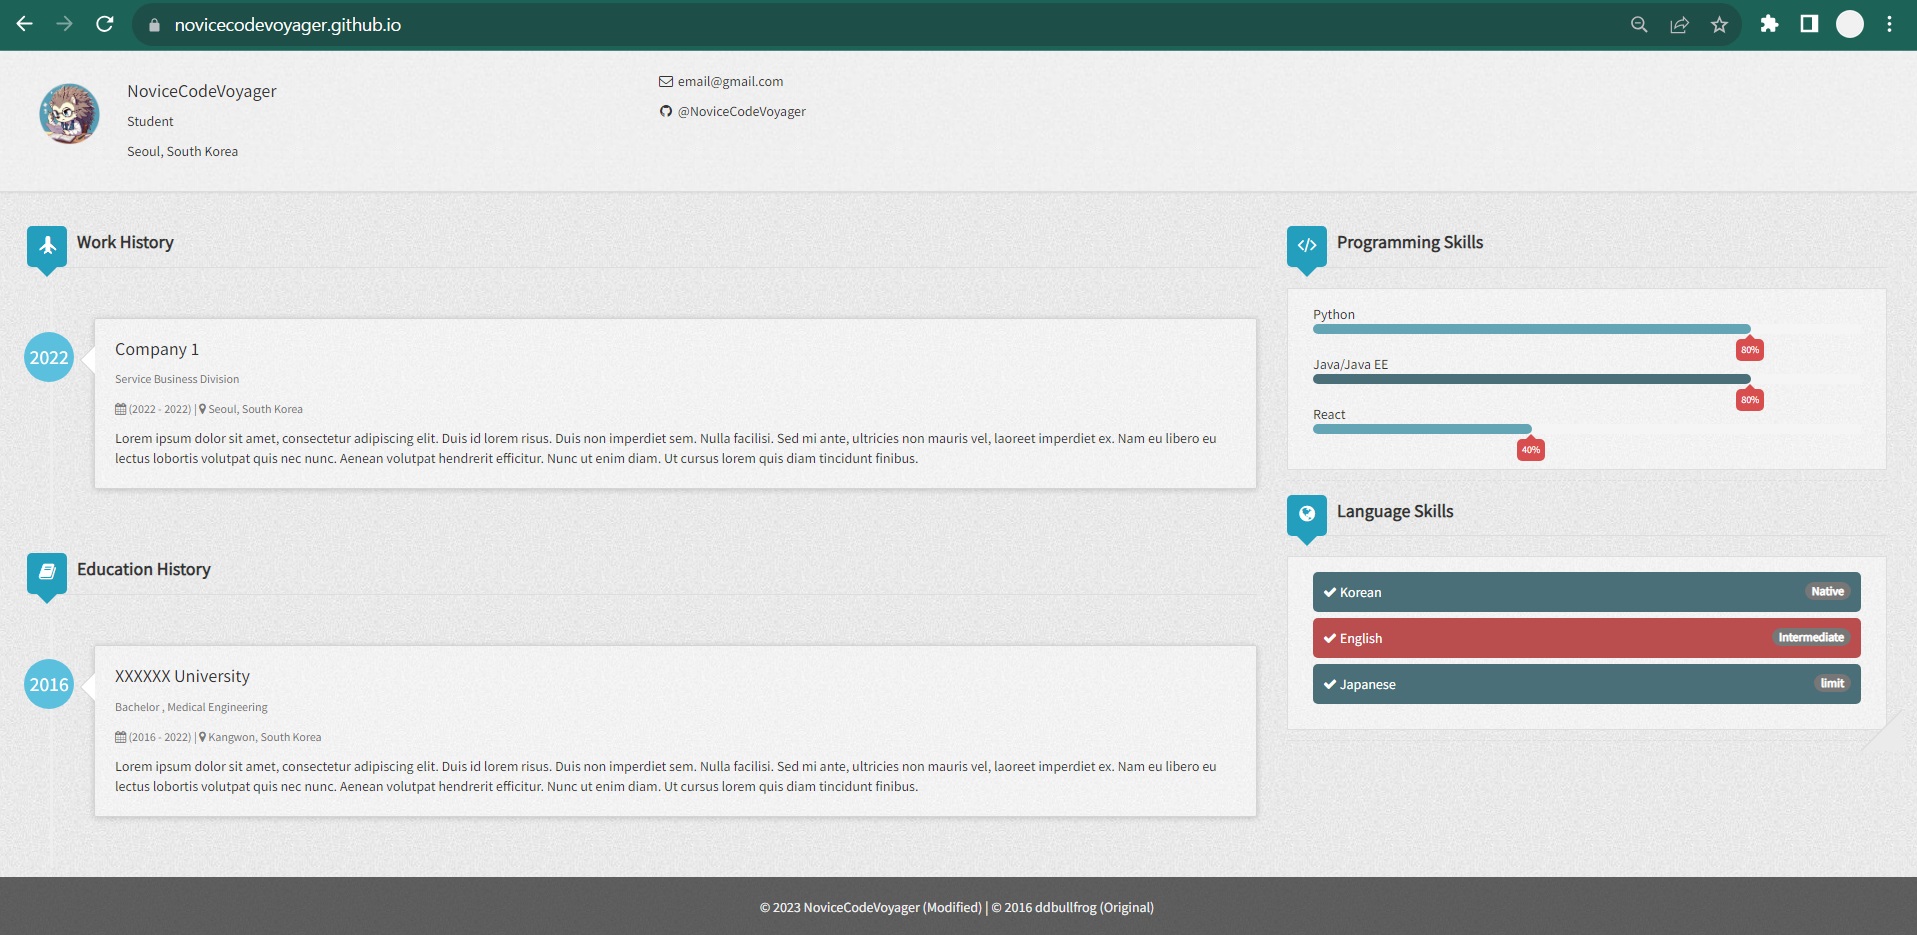 novicecodevoyager.github.io
NoviceCodeVoyager
Student
Seoul, South Korea
email@gmail.com
@NoviceCodeVoyager
Work History
2022
Company 1
Service Business Division
(2022 - 2022) | Seoul, South Korea
Lorem ipsum dolor sit amet, consectetur adipiscing elit. Duis id lorem risus. Duis non imperdiet sem. Nulla facilisi. Sed mi ante, ultricies non mauris vel, laoreet imperdiet ex. Nam eu libero eu
lectus lobortis volutpat quis nec nunc. Aenean volutpat hendrerit efficitur. Nunc ut enim diam. Ut cursus lorem quis diam tincidunt finibus.
Education History
2016
XXXXXX University
Bachelor , Medical Engineering
(2016 - 2022) | Kangwon, South Korea
Lorem ipsum dolor sit amet, consectetur adipiscing elit. Duis id lorem risus. Duis non imperdiet sem. Nulla facilisi. Sed mi ante, ultricies non mauris vel, laoreet imperdiet ex. Nam eu libero eu
lectus lobortis volutpat quis nec nunc. Aenean volutpat hendrerit efficitur. Nunc ut enim diam. Ut cursus lorem quis diam tincidunt finibus.
Programming Skills
Python
80%
Java/Java EE
80%
React
40%
Language Skills
Korean Native
English Intermediate
Japanese limit
© 2023 NoviceCodeVoyager (Modified) | © 2016 ddbullfrog (Original)